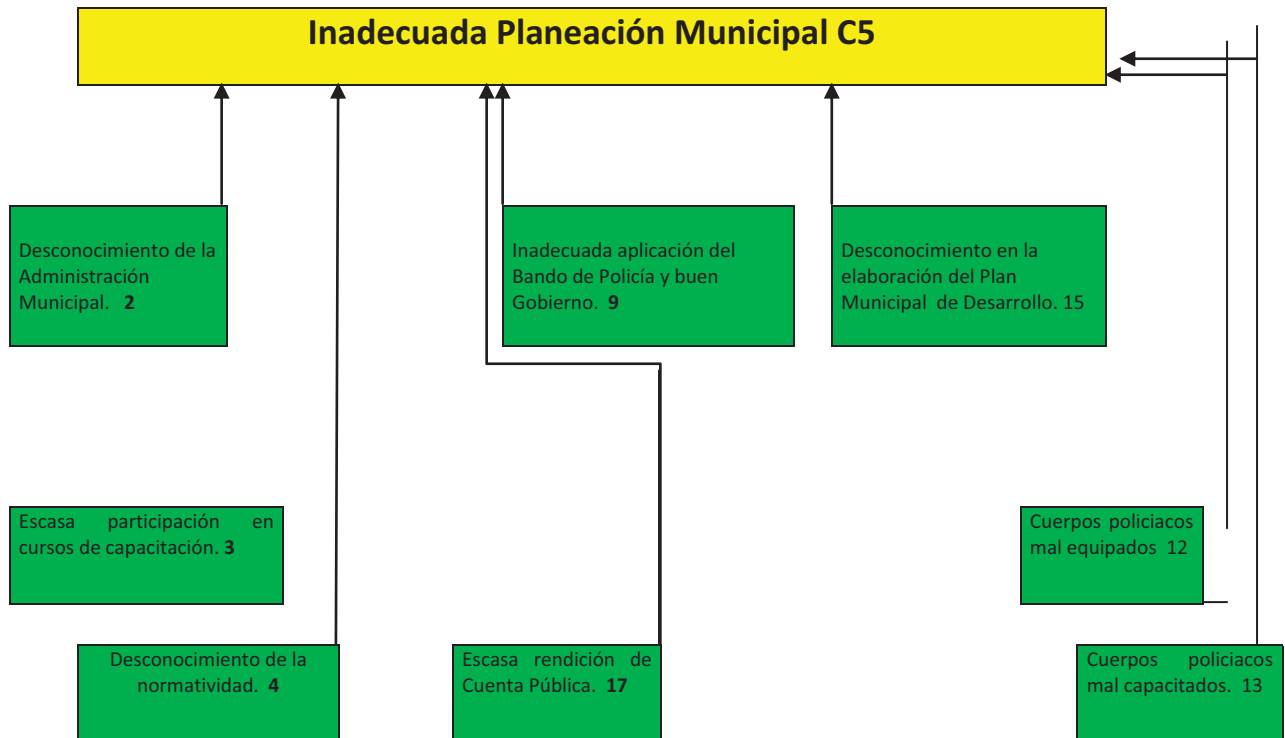 Inadecuada Planeación Municipal C5
Desconocimiento de la
Administración
Municipal. 2
Inadecuada aplicación del
Bando de Policía y buen
Gobierno. 9
Desconocimiento en la
elaboración del Plan
Municipal de Desarrollo. 15
Escasa participación en
cursos de capacitación. 3
Cuerpos policiacos
mal equipados 12
Desconocimiento de la
normatividad. 4
Escasa rendición de
Cuenta Pública. 17
Cuerpos policiacos
mal capacitados. 13